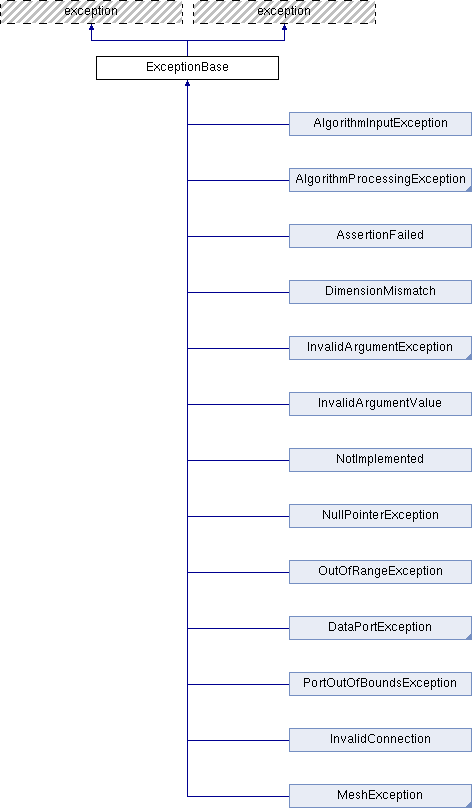 exception
exception
ExceptionBase
AlgorithmInputException
AlgorithmProcessingException
AssertionFailed
DimensionMismatch
InvalidArgumentException
InvalidArgumentValue
NotImplemented
NullPointerException
OutOfRangeException
DataPortException
PortOutOfBoundsException
InvalidConnection
MeshException